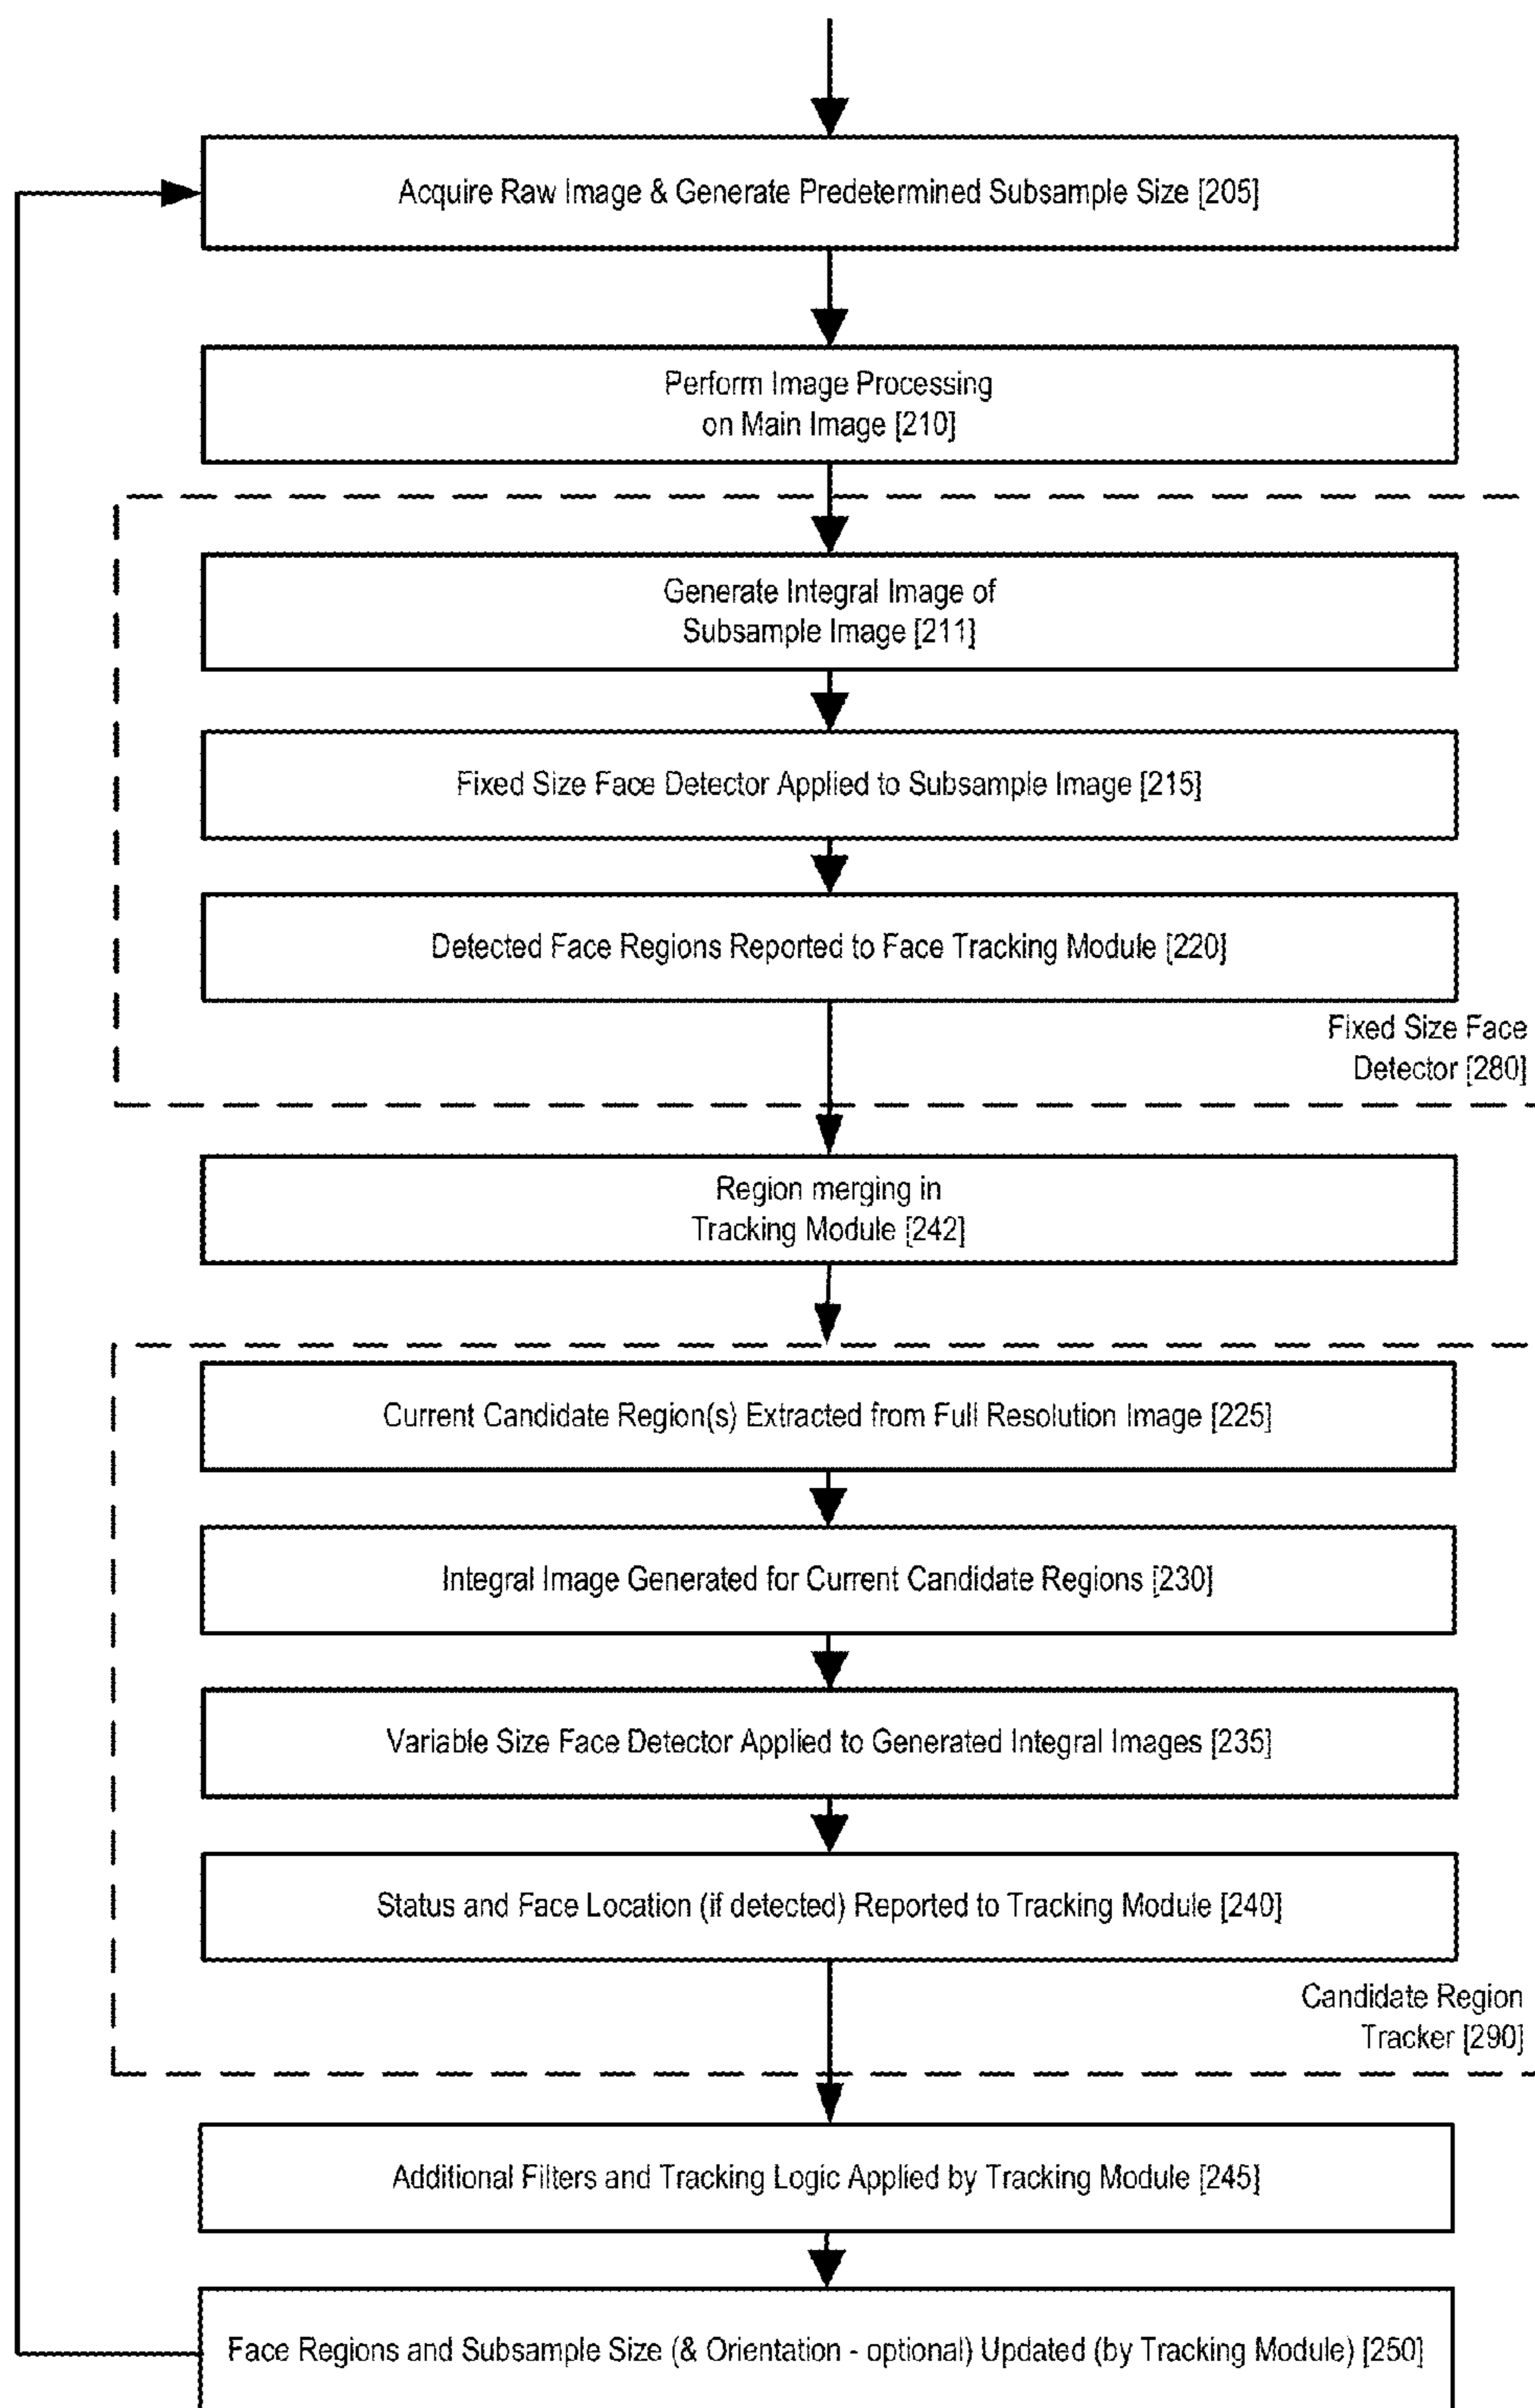 Acquire Raw Image & Generate Predetermined Subsample Size [205]
Perform Image Processing
on Main Image [210]
Generate Integral Image of
Subsample Image [211]
Fixed Size Face Detector Applied to Subsample Image [215]
Detected Face Regions Reported to Face Tracking Module [220]
Fixed Size Face
Detector [280]
Region merging in
Tracking Module [242]
Current Candidate Region(s) Extracted from Full Resolution Image [225]
Integral Image Generated for Current Candidate Regions [230]
Variable Size Face Detector Applied to Generated Integral Images [235]
Status and Face Location (if detected) Reported to Tracking Module [240]
Candidate Region
Tracker [290]
Additional Filters and Tracking Logic Applied by Tracking Module [245]
Face Regions and Subsample Size (& Orientation - optional) Updated (by Tracking Module) [250]